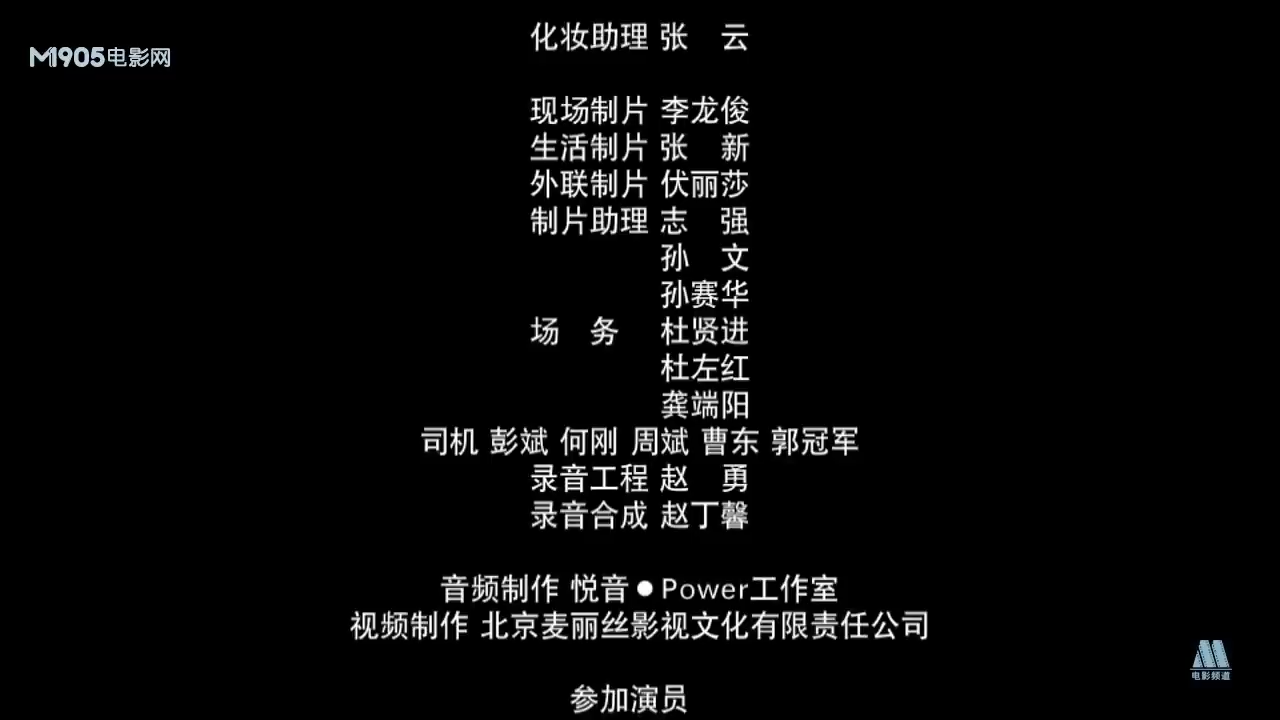 化妆助理 张 云
M1905电影网
现场制片 李龙俊
生活制片 张 新
外联制片 伏丽莎
制片助理 志 强
孙 文
孙赛华
场 务 杜贤进
杜左红
龚端阳
司机 彭斌 何刚 周斌 曹东 郭冠军
录音工程 赵 勇
录音合成 赵丁馨
音频制作 悦音●Power工作室
视频制作 北京麦丽丝影视文化有限责任公司
电影频道
参加演员